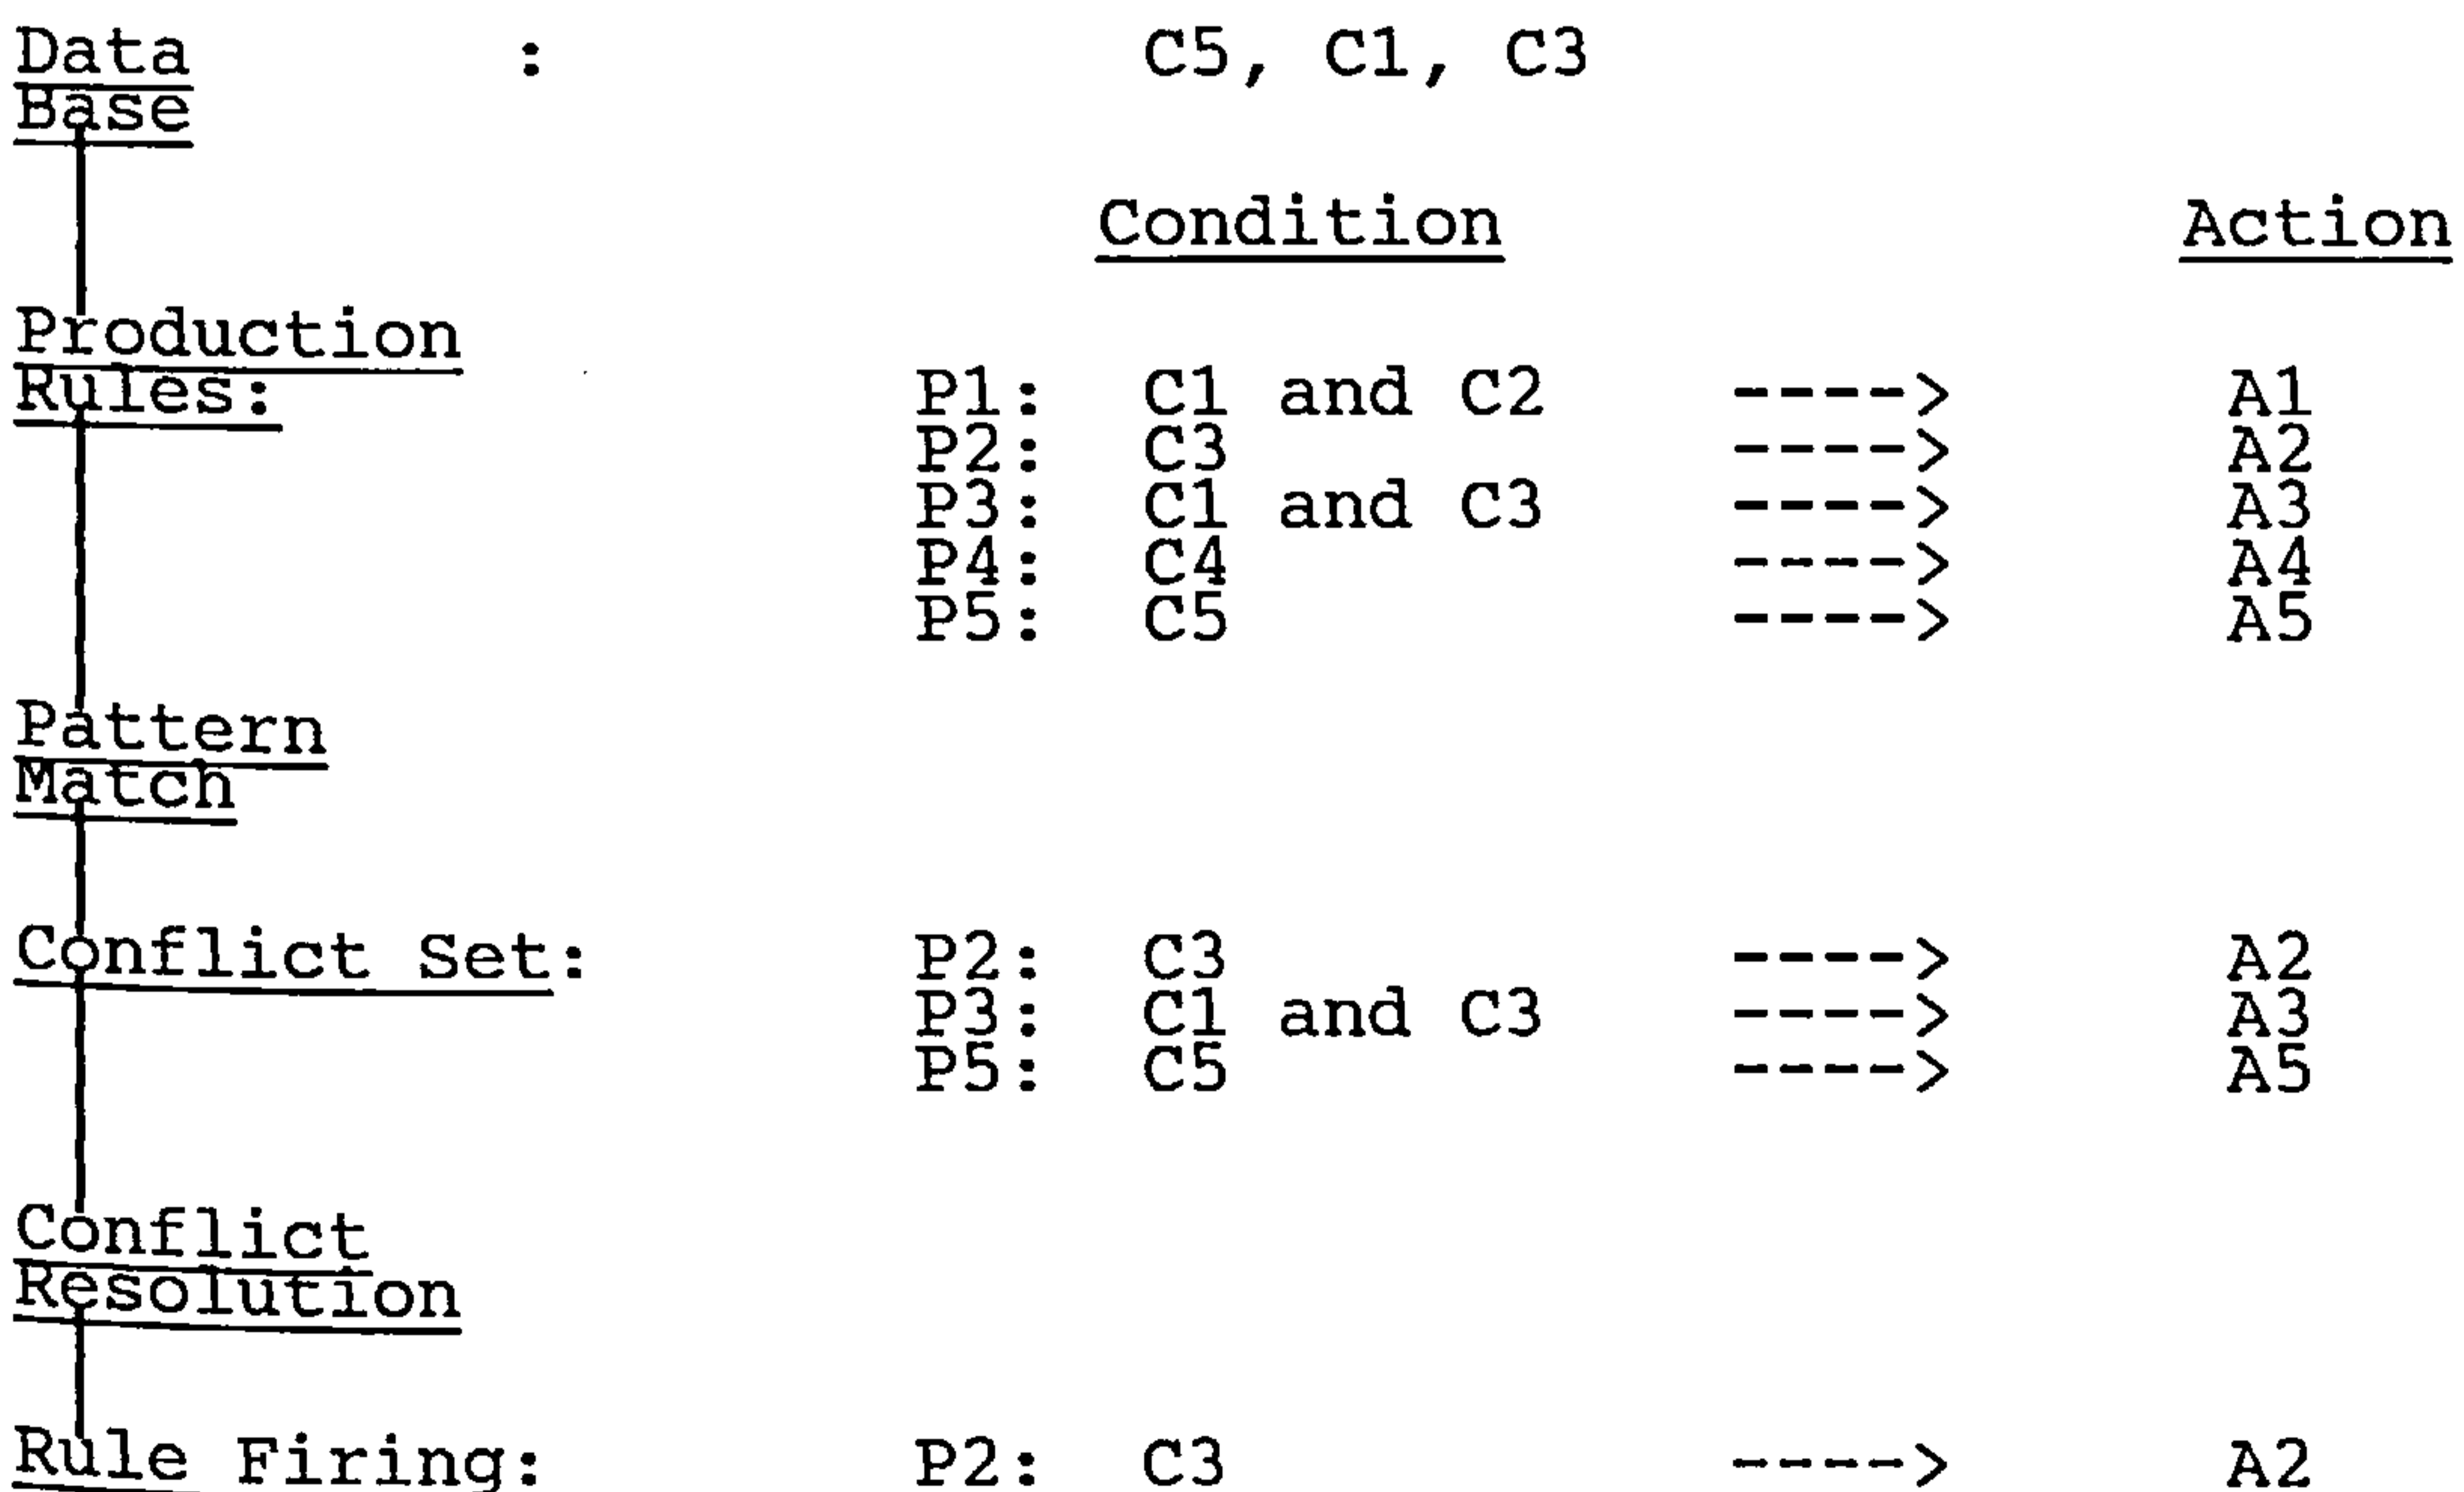 Data : C5, C1, C3
Base
Condition Action
Production
Rules:
P1: C1 and C2 ----> A1
P2: C3 ----> A2
P3: C1 and C3 ----> A3
P4: C4 ----> A4
P5: C5 ----> A5
Pattern
Match
Conflict Set: P2: C3 ----> A2
P3: C1 and C3 ----> A3
P5: C5 ----> A5
Conflict
Resolution
Rule Firing: P2: C3 ----> A2